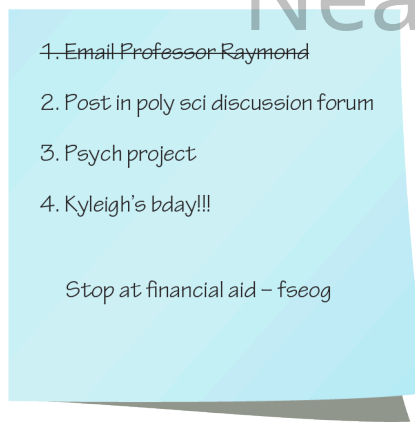 Nea
1. Email Professor Raymond
2. Post in poly sci discussion forum
3. Psych project
4. Kyleigh's bday!!!
Stop at financial aid – fseog